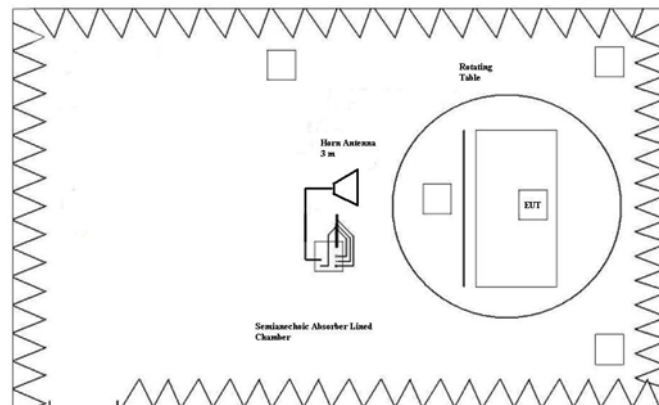 Rotating
Table
Horn Antenna
3 m
EUT
Semianechoic Absorber Lined
Chamber